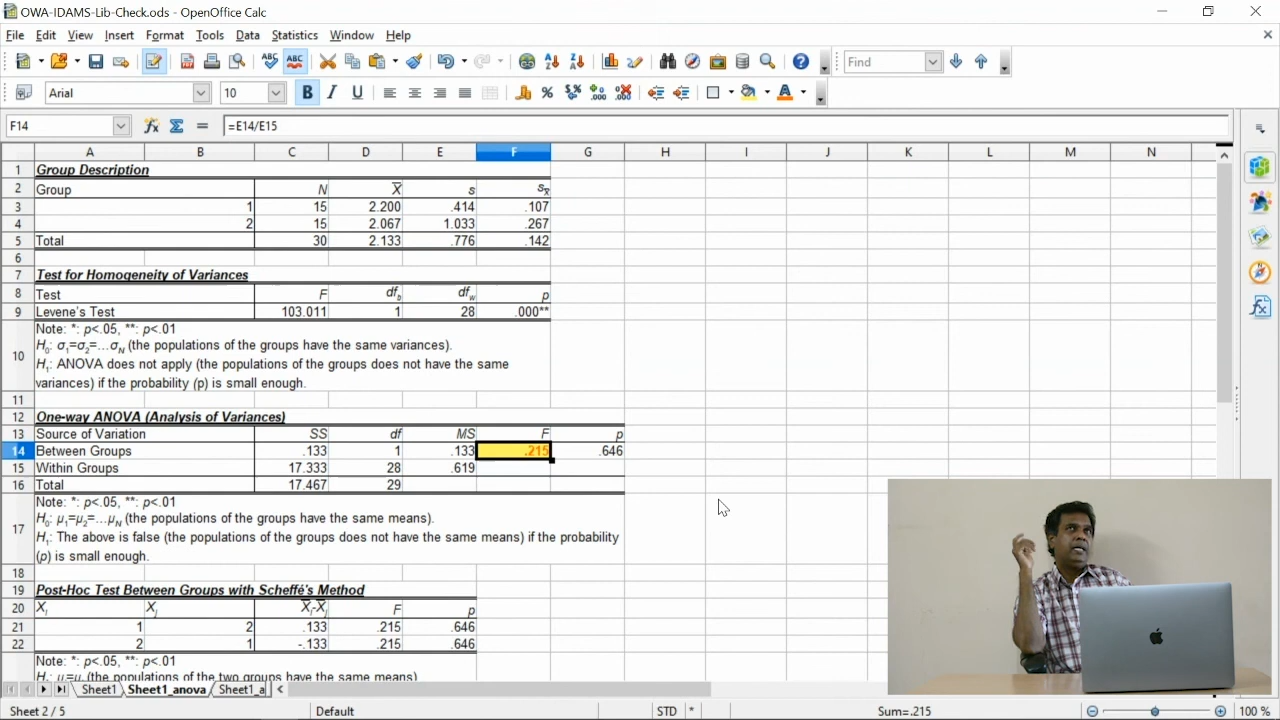 OWA-IDAMS-Lib-Check.ods - OpenOffice Calc
File Edit View Insert Format Tools Data Statistics Window Help
Find
Arial 10
F14 =E14/E15
A B C D E F G H I J K L M N
1 Group Description
2 Group N X̅ s sx̅
3 1 15 2.200 .414 .107
4 2 15 2.067 1.033 .267
5 Total 30 2.133 .776 .142
6
7 Test for Homogeneity of Variances
8 Test F dfb dfw p
9 Levene's Test 103.011 1 28 .000**
10 Note: *: p<.05, **: p<.01
H0: σ1=σ2=...σN (the populations of the groups have the same variances).
H1: ANOVA does not apply (the populations of the groups does not have the same
variances) if the probability (p) is small enough.
11
12 One-way ANOVA (Analysis of Variances)
13 Source of Variation SS df MS F p
14 Between Groups .133 1 .133 .215 .646
15 Within Groups 17.333 28 .619
16 Total 17.467 29
17 Note: *: p<.05, **: p<.01
H0: μ1=μ2=...μN (the populations of the groups have the same means).
H1: The above is false (the populations of the groups does not have the same means) if the probability
(p) is small enough.
18
19 Post-Hoc Test Between Groups with Scheffé's Method
20 Xi Xj X̅i-X̅j F p
21 1 2 .133 .215 .646
22 2 1 -.133 .215 .646
Note: *: p<.05, **: p<.01
(the populations of the two groups have the same means)
Sheet1 Sheet1_anova Sheet1_a
Sheet 2 / 5 Default STD * Sum=.215 100 %